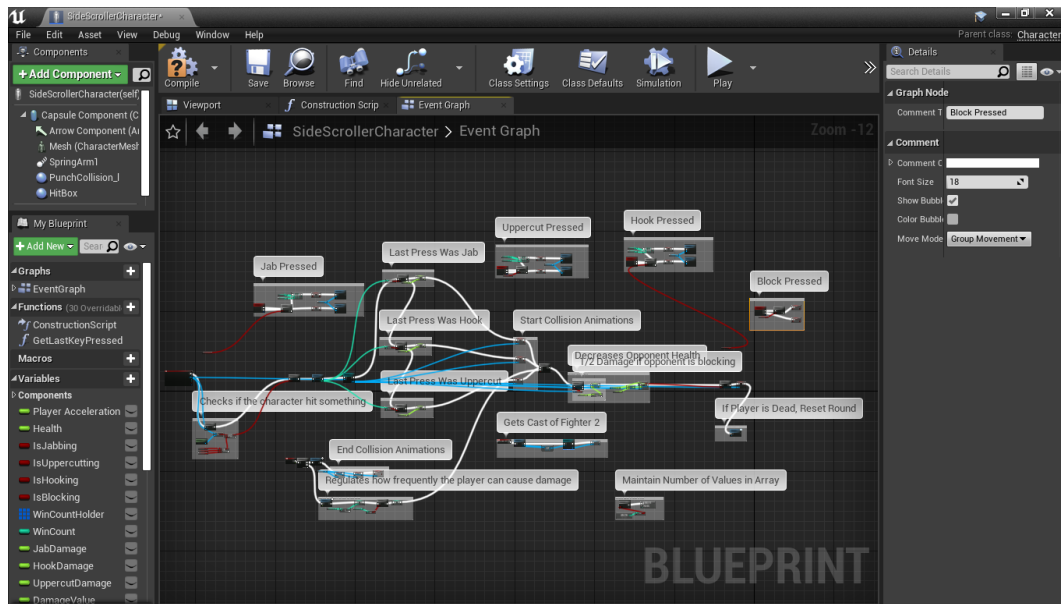 SideScrollerCharacter*
File Edit Asset View Debug Window Help
Parent class: Character
Components
+Add Component
SideScrollerCharacter(self)
Capsule Component (C
Arrow Component (Ar
Mesh (CharacterMesh
SpringArm1
PunchCollision_l
HitBox
My Blueprint
+Add New
Sear
Graphs
EventGraph
Functions (30 Overridabl
ConstructionScript
GetLastKeyPressed
Macros
Variables
Components
Player Acceleration
Health
IsJabbing
IsUppercutting
IsHooking
IsBlocking
WinCountHolder
WinCount
JabDamage
HookDamage
UppercutDamage
DamageValue
Compile
Save
Find
Hide Unrelated
Class Settings
Class Defaults
Simulation
Play
Viewport
Construction Scrip
Event Graph
SideScrollerCharacter > Event Graph
Zoom -12
Hook Pressed
Uppercut Pressed
Last Press Was Jab
Jab Pressed
Block Pressed
Last Press Was Hook
Start Collision Animations
Decreases Opponent Health
1/2 Damage if opponent is blocking
Last Press Was Uppercut
Checks if the character hit something
If Player is Dead, Reset Round
Gets Cast of Fighter 2
End Collision Animations
Regulates how frequently the player can cause damage
Maintain Number of Values in Array
BLUEPRINT
Details
Search Details
Graph Node
Comment T
Block Pressed
Comment
Comment C
Font Size
18
Show Bubbl
Color Bubbl
Move Mode
Group Movement